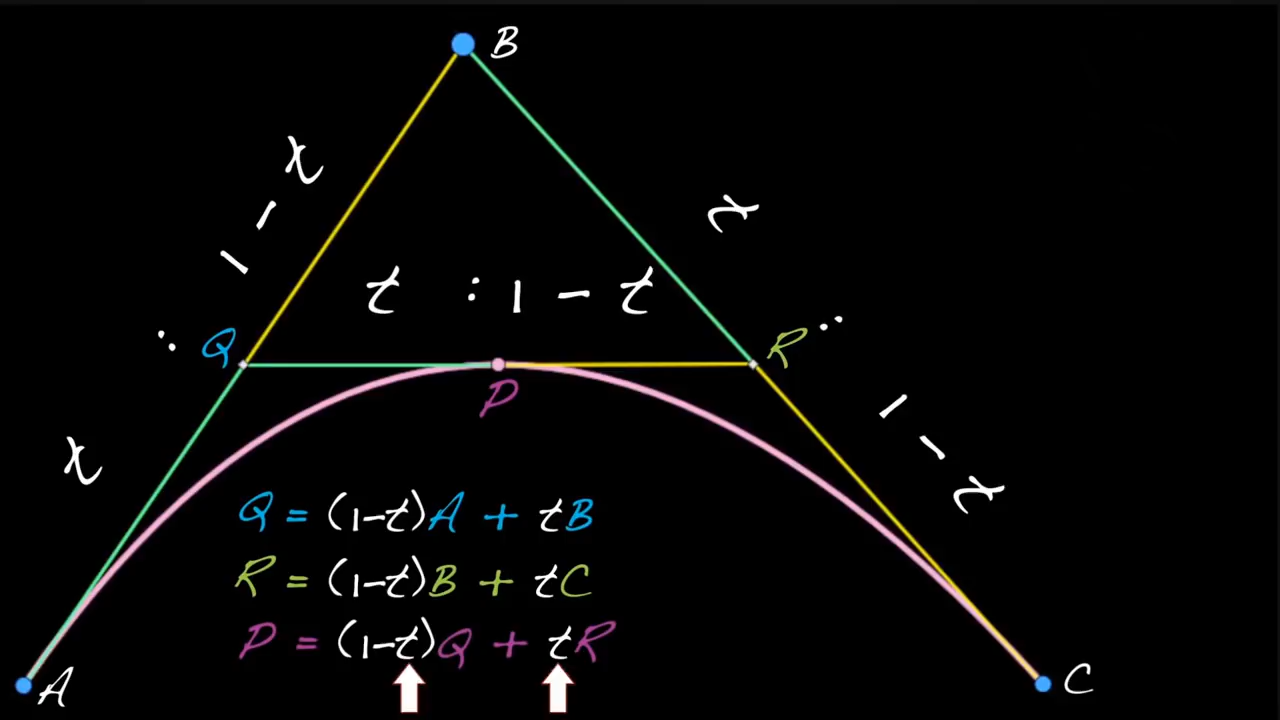 B
t : 1 - t
t
t : 1 - t
Q
R
t : 1 - t
P
Q = (1-t)A + tB
R = (1-t)B + tC
P = (1-t)Q + tR
A
C